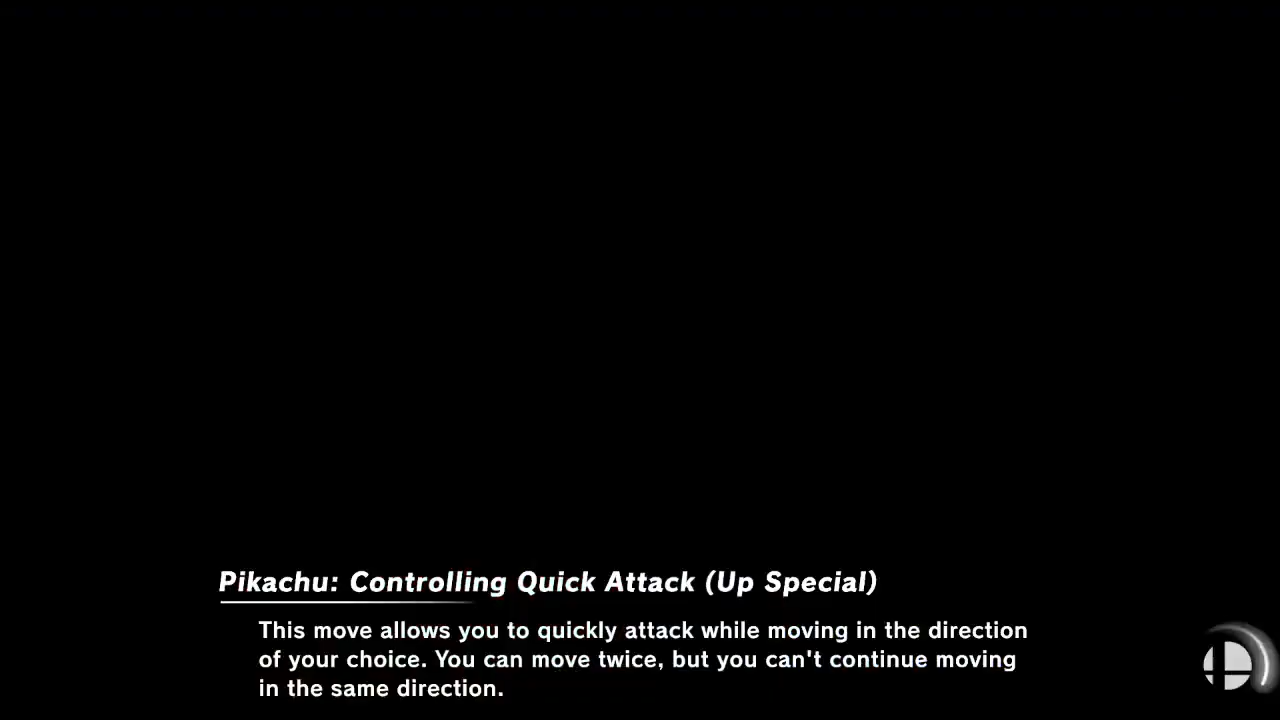 Pikachu: Controlling Quick Attack (Up Special)
This move allows you to quickly attack while moving in the direction
of your choice. You can move twice, but you can't continue moving
in the same direction.